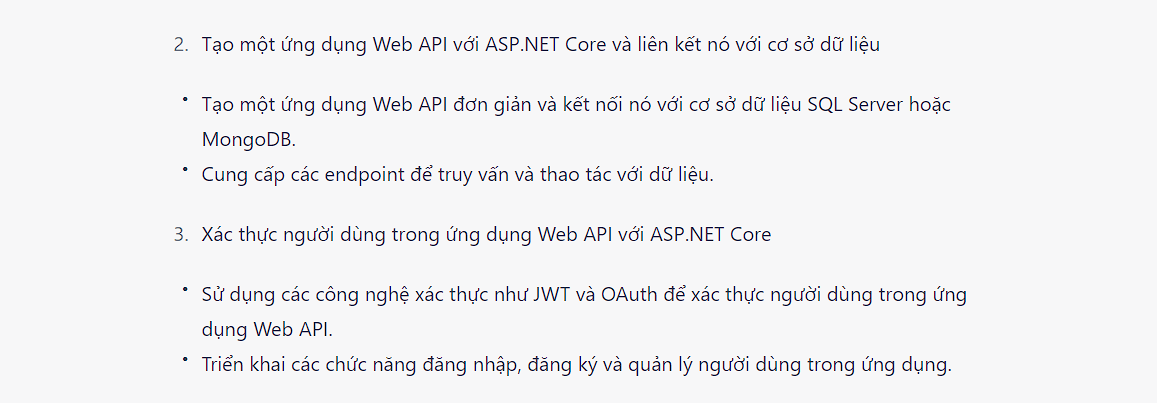 2. Tạo một ứng dụng Web API với ASP.NET Core và liên kết nó với cơ sở dữ liệu
• Tạo một ứng dụng Web API đơn giản và kết nối nó với cơ sở dữ liệu SQL Server hoặc
MongoDB.
• Cung cấp các endpoint để truy vấn và thao tác với dữ liệu.
3. Xác thực người dùng trong ứng dụng Web API với ASP.NET Core
• Sử dụng các công nghệ xác thực như JWT và OAuth để xác thực người dùng trong ứng
dụng Web API.
• Triển khai các chức năng đăng nhập, đăng ký và quản lý người dùng trong ứng dụng.